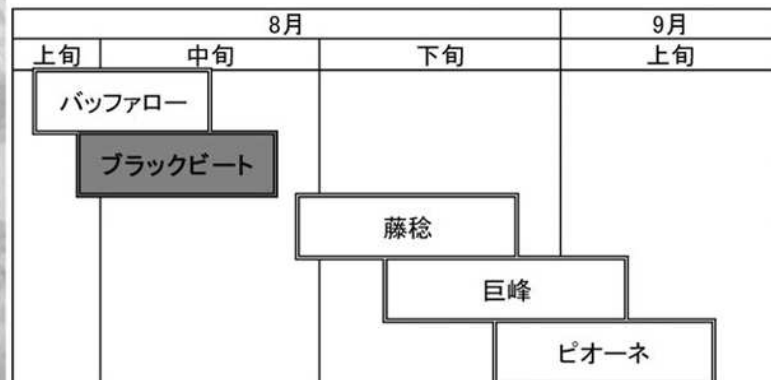 8月 9月
上旬 中旬 下旬 上旬
バッファロー
ブラックビート
藤稔
巨峰
ピオーネ